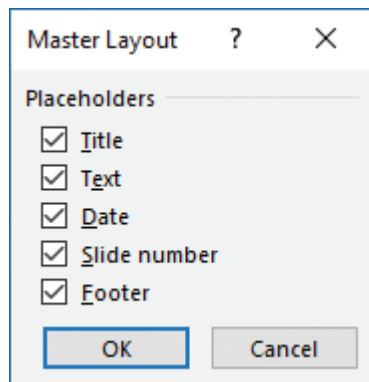 Master Layout ?
Placeholders
Title
Text
Date
Slide number
Footer
OK Cancel